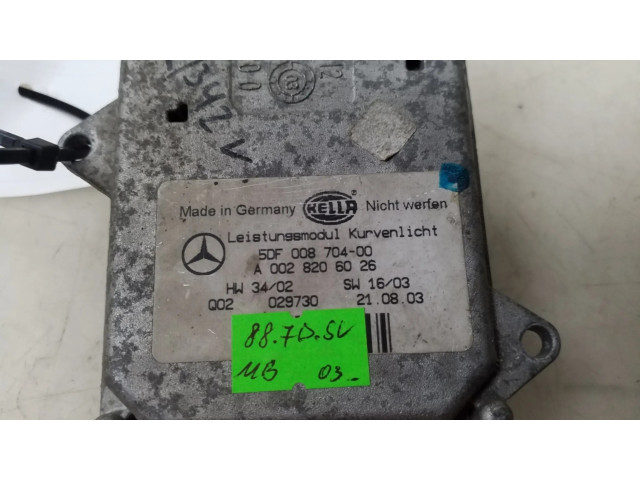 Made in Germany HELLA ® Nicht werfen
Leistungsmodul Kurvenlicht
5DF 008 704-00
A 002 820 60 26
HW 34/02 SW 16/03
Q02 029730 21.08.03
88.7D.SV
MB 03